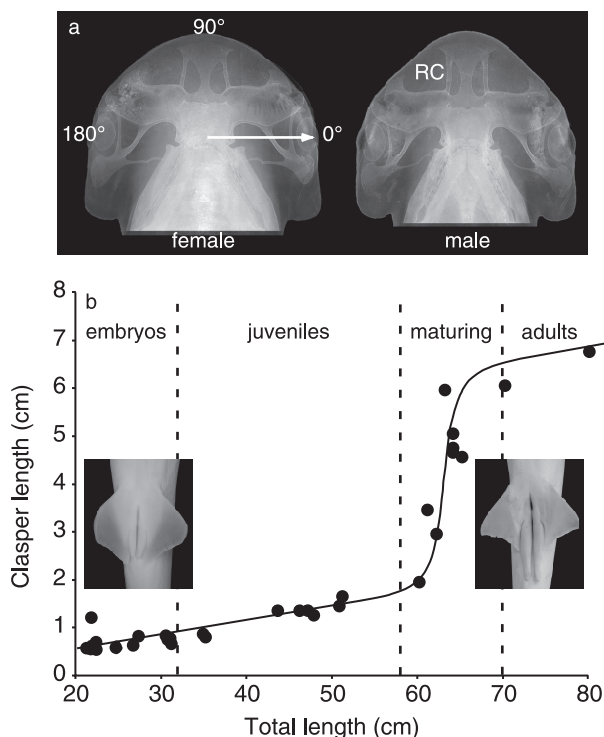 a
90°
RC
180°
0°
female
male
b
embryos
juveniles
maturing
adults
8
7
6
5
4
3
2
1
0
Clasper length (cm)
20
30
40
50
60
70
80
Total length (cm)